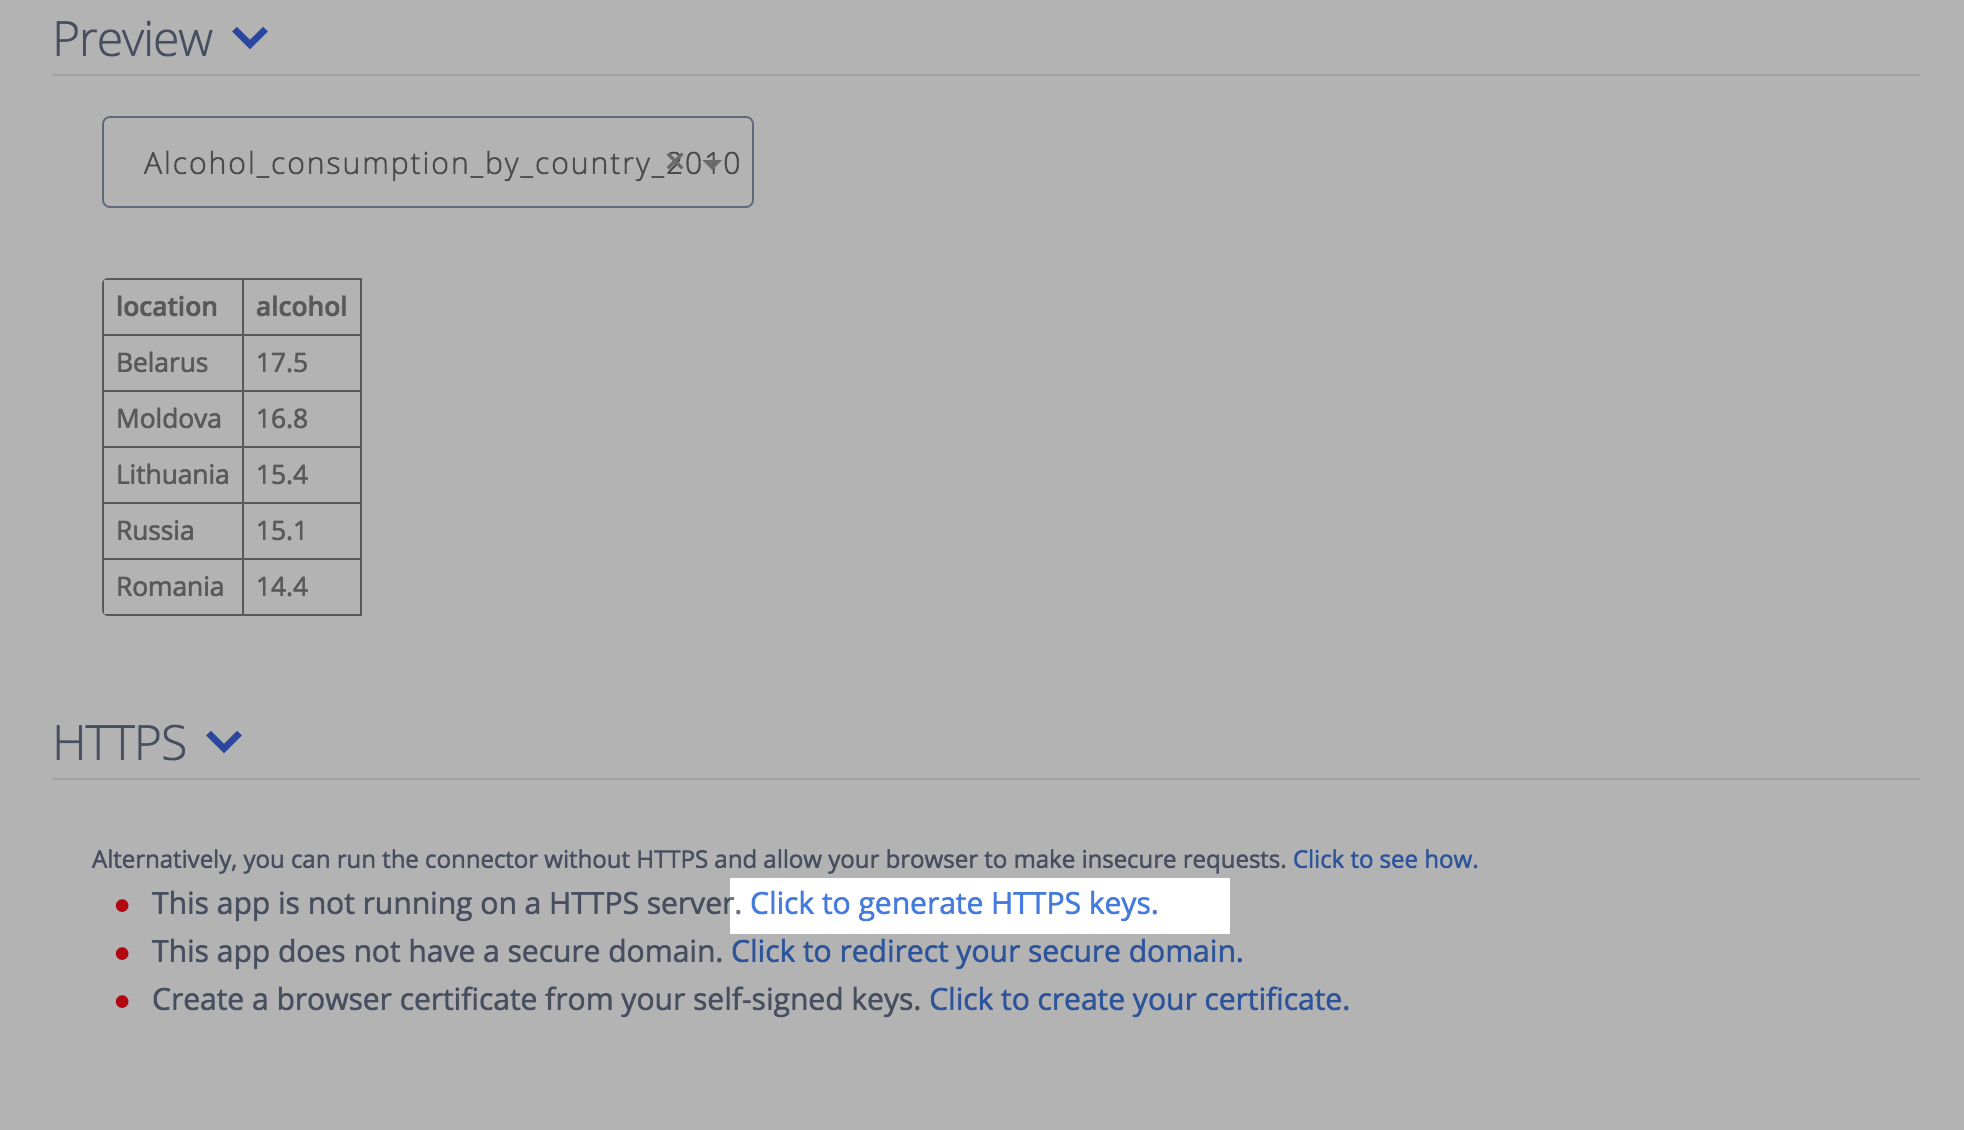 Preview
Alcohol_consumption_by_country_2010
location alcohol
Belarus 17.5
Moldova 16.8
Lithuania 15.4
Russia 15.1
Romania 14.4
HTTPS
Alternatively, you can run the connector without HTTPS and allow your browser to make insecure requests. Click to see how.
This app is not running on a HTTPS server. Click to generate HTTPS keys.
This app does not have a secure domain. Click to redirect your secure domain.
Create a browser certificate from your self-signed keys. Click to create your certificate.